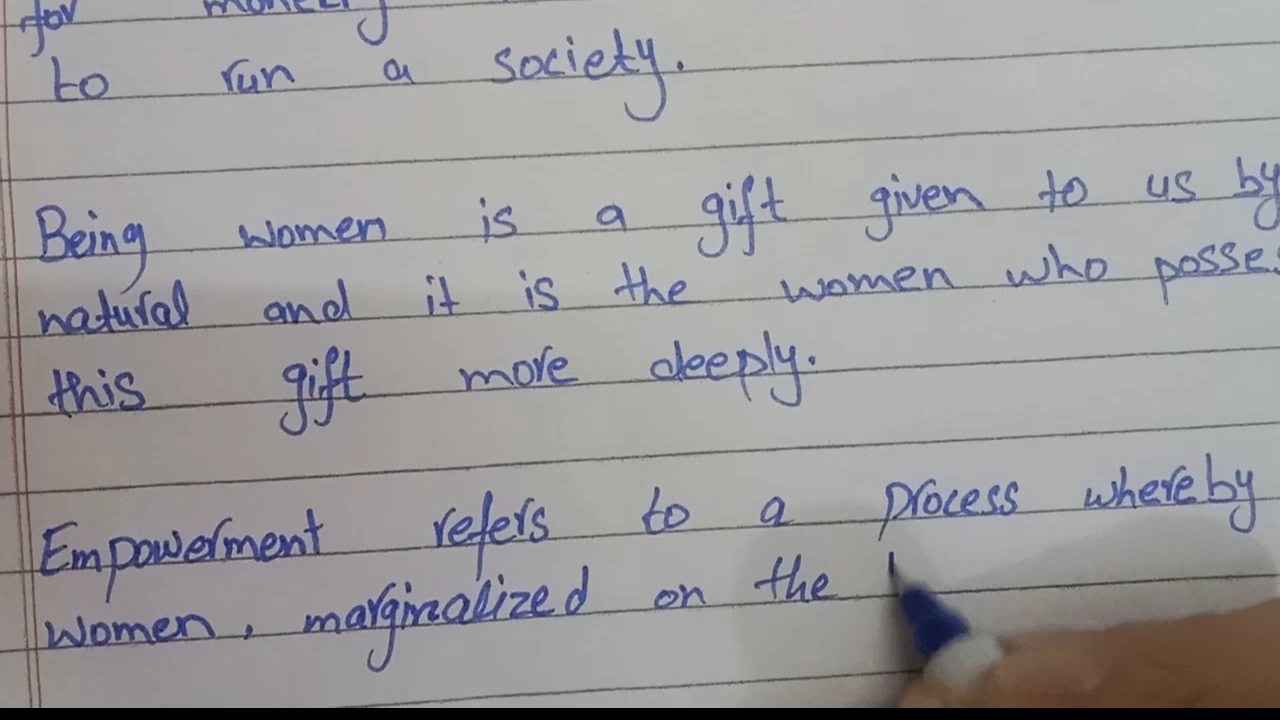 for
to run a society.
Being women is a gift given to us by
natural and it is the women who posse
this gift more deeply.
Empowerment refers to a process whereby
women, marginalized on the